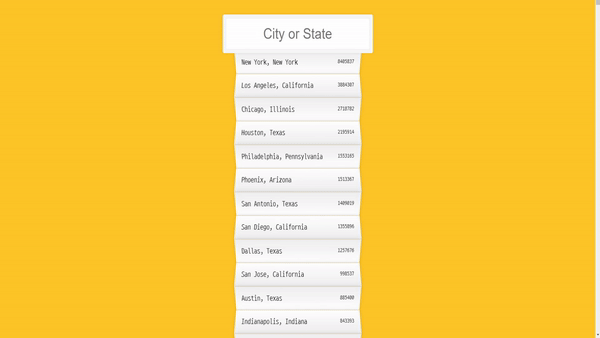 City or State
New York, New York 8405837
Los Angeles, California 3884307
Chicago, Illinois 2718782
Houston, Texas 2195914
Philadelphia, Pennsylvania 1553165
Phoenix, Arizona 1513367
San Antonio, Texas 1409019
San Diego, California 1355896
Dallas, Texas 1257676
San Jose, California 998537
Austin, Texas 885400
Indianapolis, Indiana 843393